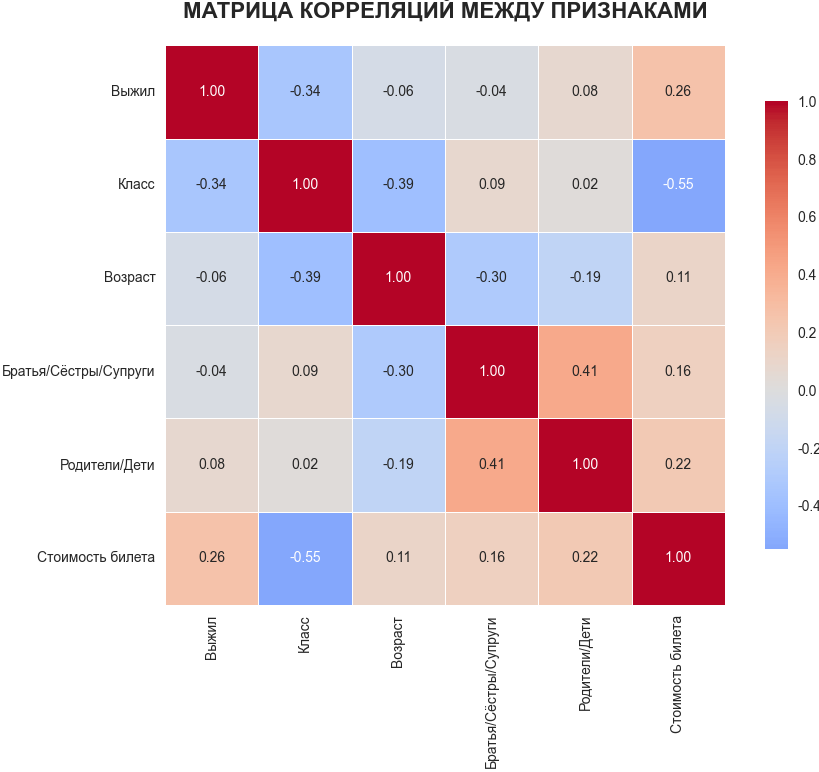 МАТРИЦА КОРРЕЛЯЦИЙ МЕЖДУ ПРИЗНАКАМИ
Выжил 1.00 -0.34 -0.06 -0.04 0.08 0.26
Класс -0.34 1.00 -0.39 0.09 0.02 -0.55
Возраст -0.06 -0.39 1.00 -0.30 -0.19 0.11
Братья/Сёстры/Супруги -0.04 0.09 -0.30 1.00 0.41 0.16
Родители/Дети 0.08 0.02 -0.19 0.41 1.00 0.22
Стоимость билета 0.26 -0.55 0.11 0.16 0.22 1.00
Выжил
Класс
Возраст
Братья/Сёстры/Супруги
Родители/Дети
Стоимость билета
1.0
0.8
0.6
0.4
0.2
0.0
-0.2
-0.4